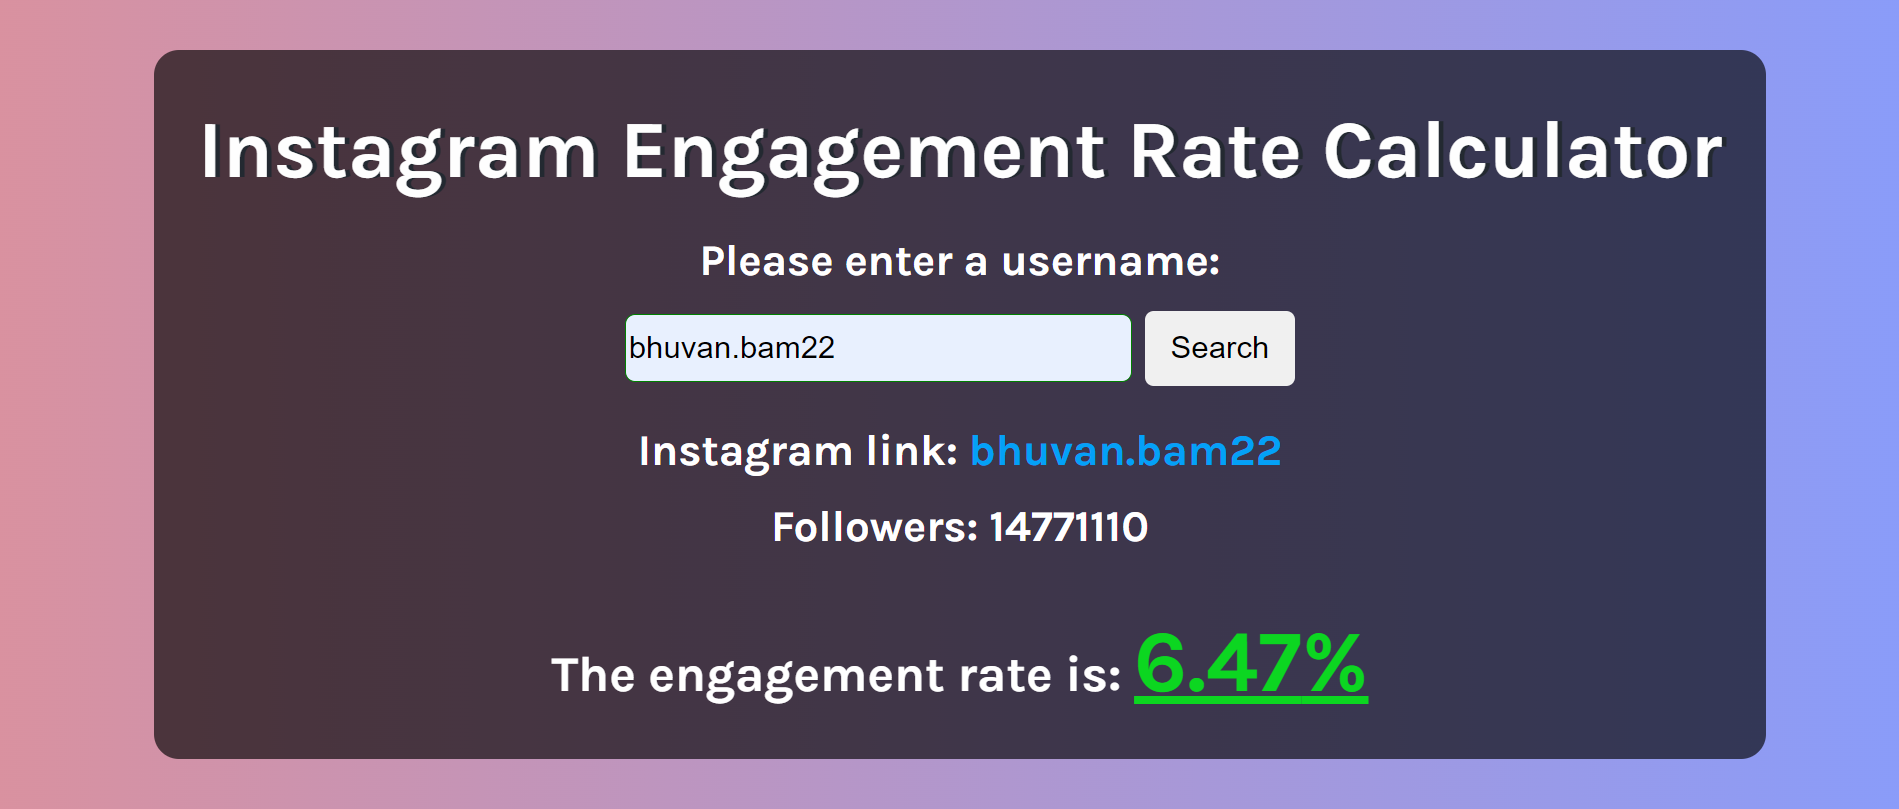 Instagram Engagement Rate Calculator
Please enter a username:
bhuvan.bam22 Search
Instagram link: bhuvan.bam22
Followers: 14771110
The engagement rate is: 6.47%